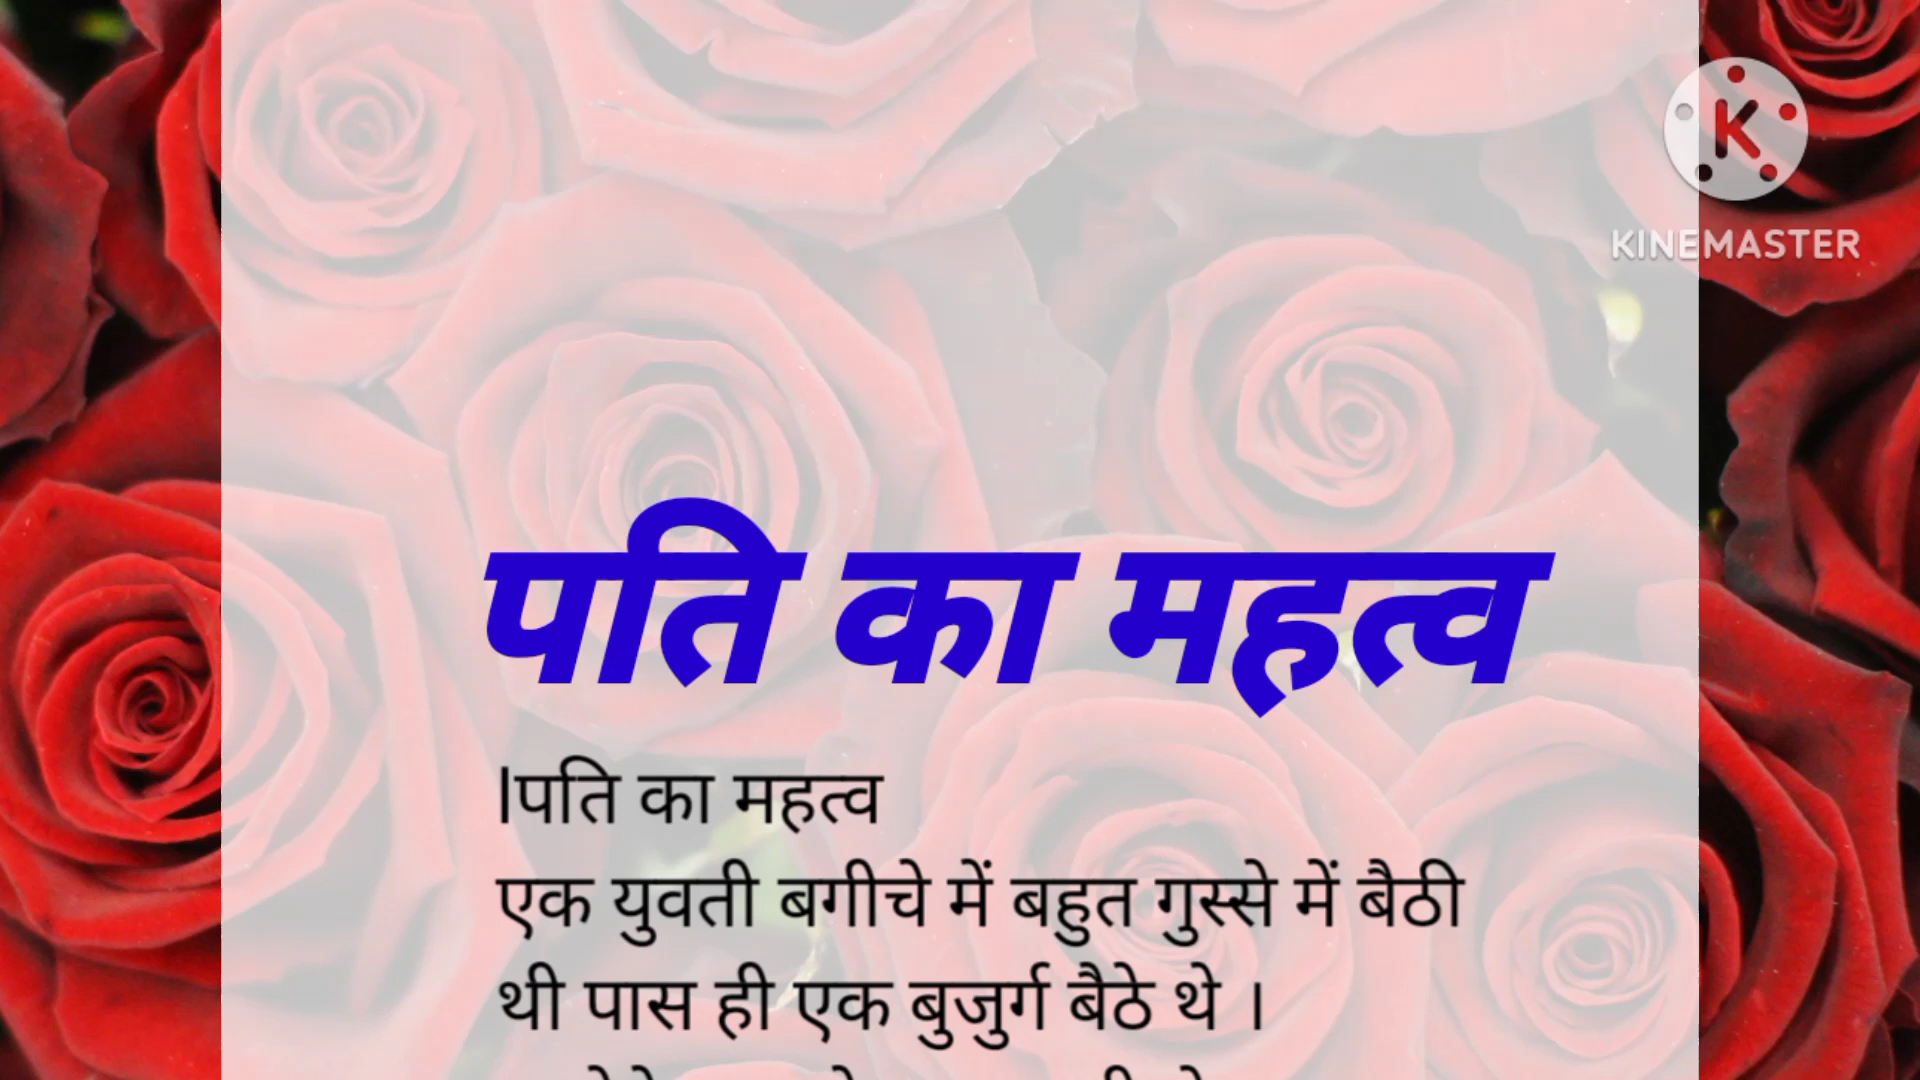 KINEMASTER
पति का महत्व
|पति का महत्व
एक युवती बगीचे में बहुत गुस्से में बैठी
थी पास ही एक बुजुर्ग बैठे थे ।